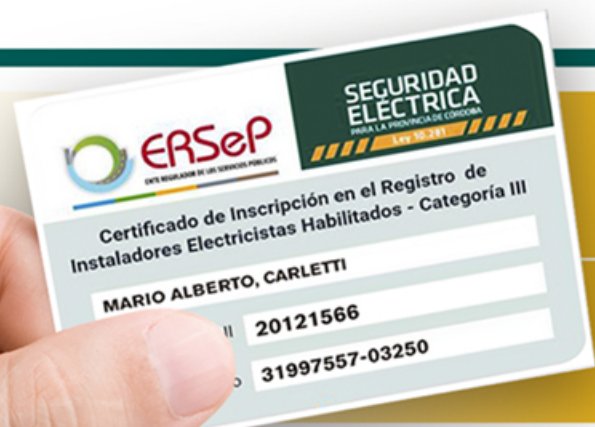 ERSeP
ENTE REGULADOR DE LOS SERVICIOS PÚBLICOS
SEGURIDAD
ELÉCTRICA
PARA LA PROVINCIA DE CÓRDOBA
Ley 10.281
Certificado de Inscripción en el Registro de
Instaladores Electricistas Habilitados - Categoría III
MARIO ALBERTO, CARLETTI
20121566
31997557-03250